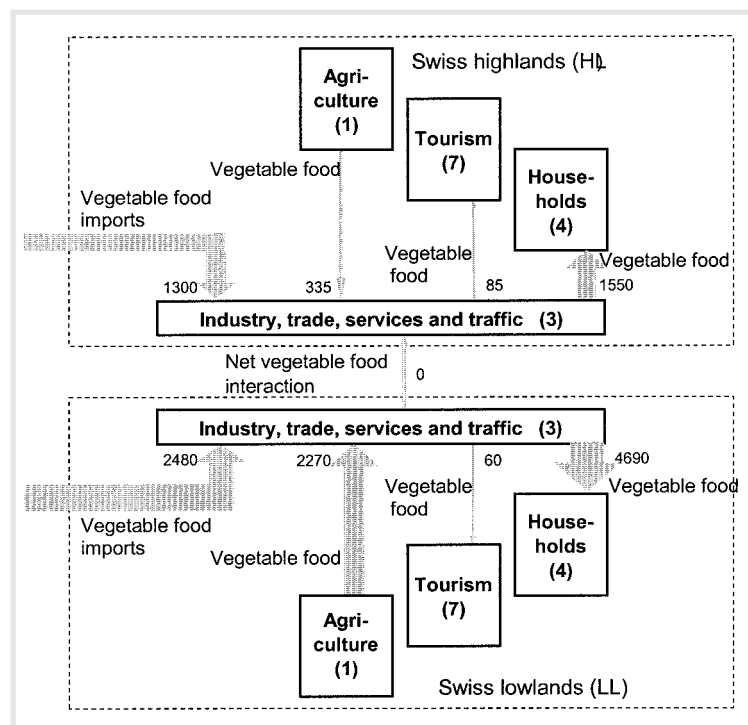 Swiss highlands (HL
Agri-
culture
(1)
Tourism
(7)
House-
holds
(4)
Vegetable food
Vegetable food
imports
Vegetable
food
Vegetable food
1300
335
85
1550
Industry, trade, services and traffic (3)
Net vegetable food
interaction
0
Industry, trade, services and traffic (3)
2480
2270
60
4690
Vegetable
food
Vegetable food
Vegetable food
imports
Vegetable food
House-
holds
(4)
Tourism
(7)
Agri-
culture
(1)
Swiss lowlands (LL)